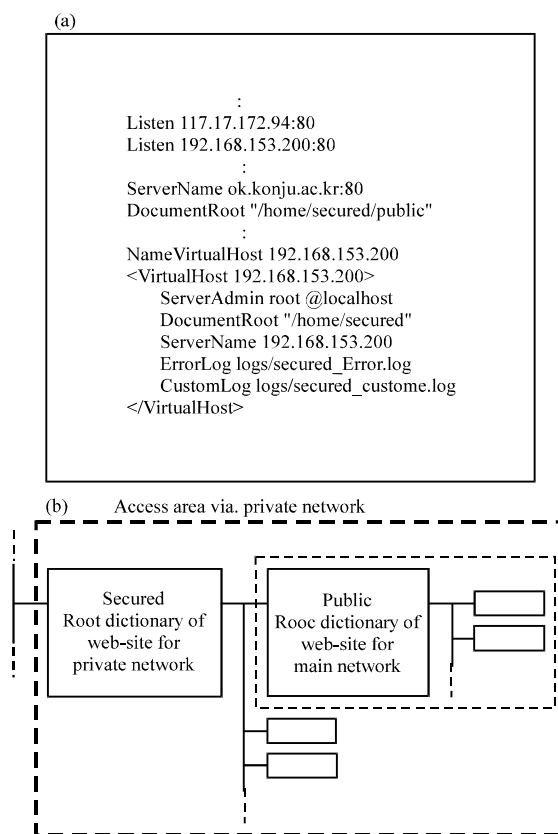 (a)
:
Listen 117.17.172.94:80
Listen 192.168.153.200:80
:
ServerName ok.konju.ac.kr:80
DocumentRoot "/home/secured/public"
:
NameVirtualHost 192.168.153.200
<VirtualHost 192.168.153.200>
ServerAdmin root @localhost
DocumentRoot "/home/secured"
ServerName 192.168.153.200
ErrorLog logs/secured_Error.log
CustomLog logs/secured_custome.log
</VirtualHost>
(b) Access area via. private network
Secured
Root dictionary of
web-site for
private network
Public
Rooc dictionary of
web-site for
main network